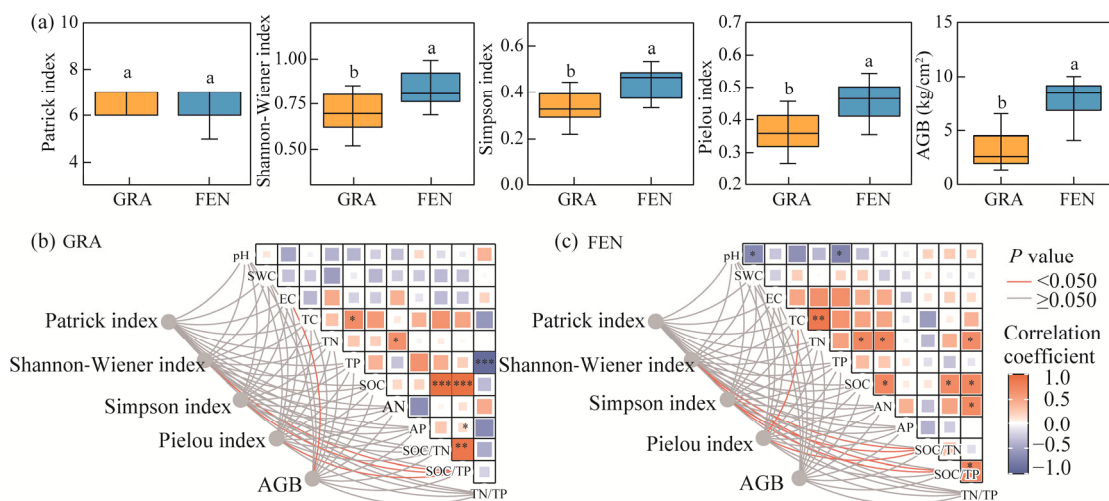 (a)
Patrick index
10
8
6
4
a
a
GRA
FEN
Shannon-Wiener index
1.00
0.75
0.50
b
a
GRA
FEN
Simpson index
0.6
0.4
0.2
0.0
b
a
GRA
FEN
Pielou index
0.7
0.6
0.5
0.4
0.3
0.2
b
a
GRA
FEN
AGB (kg/cm²)
15
10
5
0
b
a
GRA
FEN
(b) GRA
pH
SWC
EC
TC
*
TN
*
TP
***
SOC
*** ***
AN
AP
*
SOC/TN
**
SOC/TP
TN/TP
Patrick index
Shannon-Wiener index
Simpson index
Pielou index
AGB
(c) FEN
pH
* *
SWC
EC
TC
**
TN
* * *
TP
SOC
* * *
AN
*
AP
SOC/TN
SOC/TP
*
TN/TP
Patrick index
Shannon-Wiener index
Simpson index
Pielou index
AGB
P value
<0.050
≥0.050
Correlation
coefficient
1.0
0.5
0.0
−0.5
−1.0